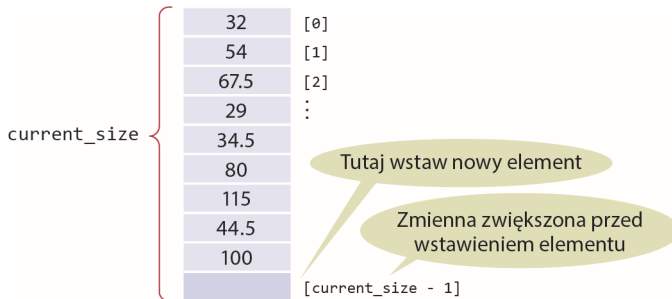 32 [0]
54 [1]
67.5 [2]
29 ⋮
current_size
34.5
80
115
44.5
100
Tutaj wstaw nowy element
Zmienna zwiększona przed
wstawieniem elementu
[current_size - 1]